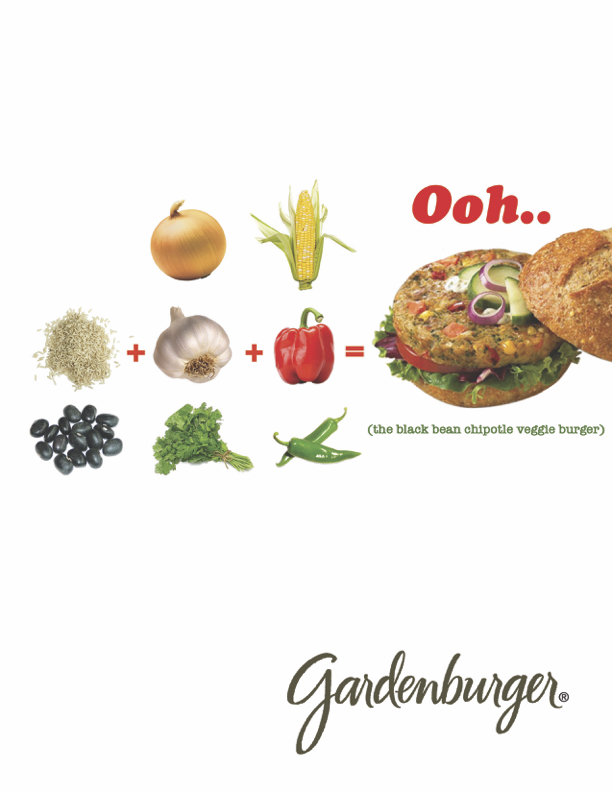 Ooh..
+ + =
(the black bean chipotle veggie burger)
Gardenburger®